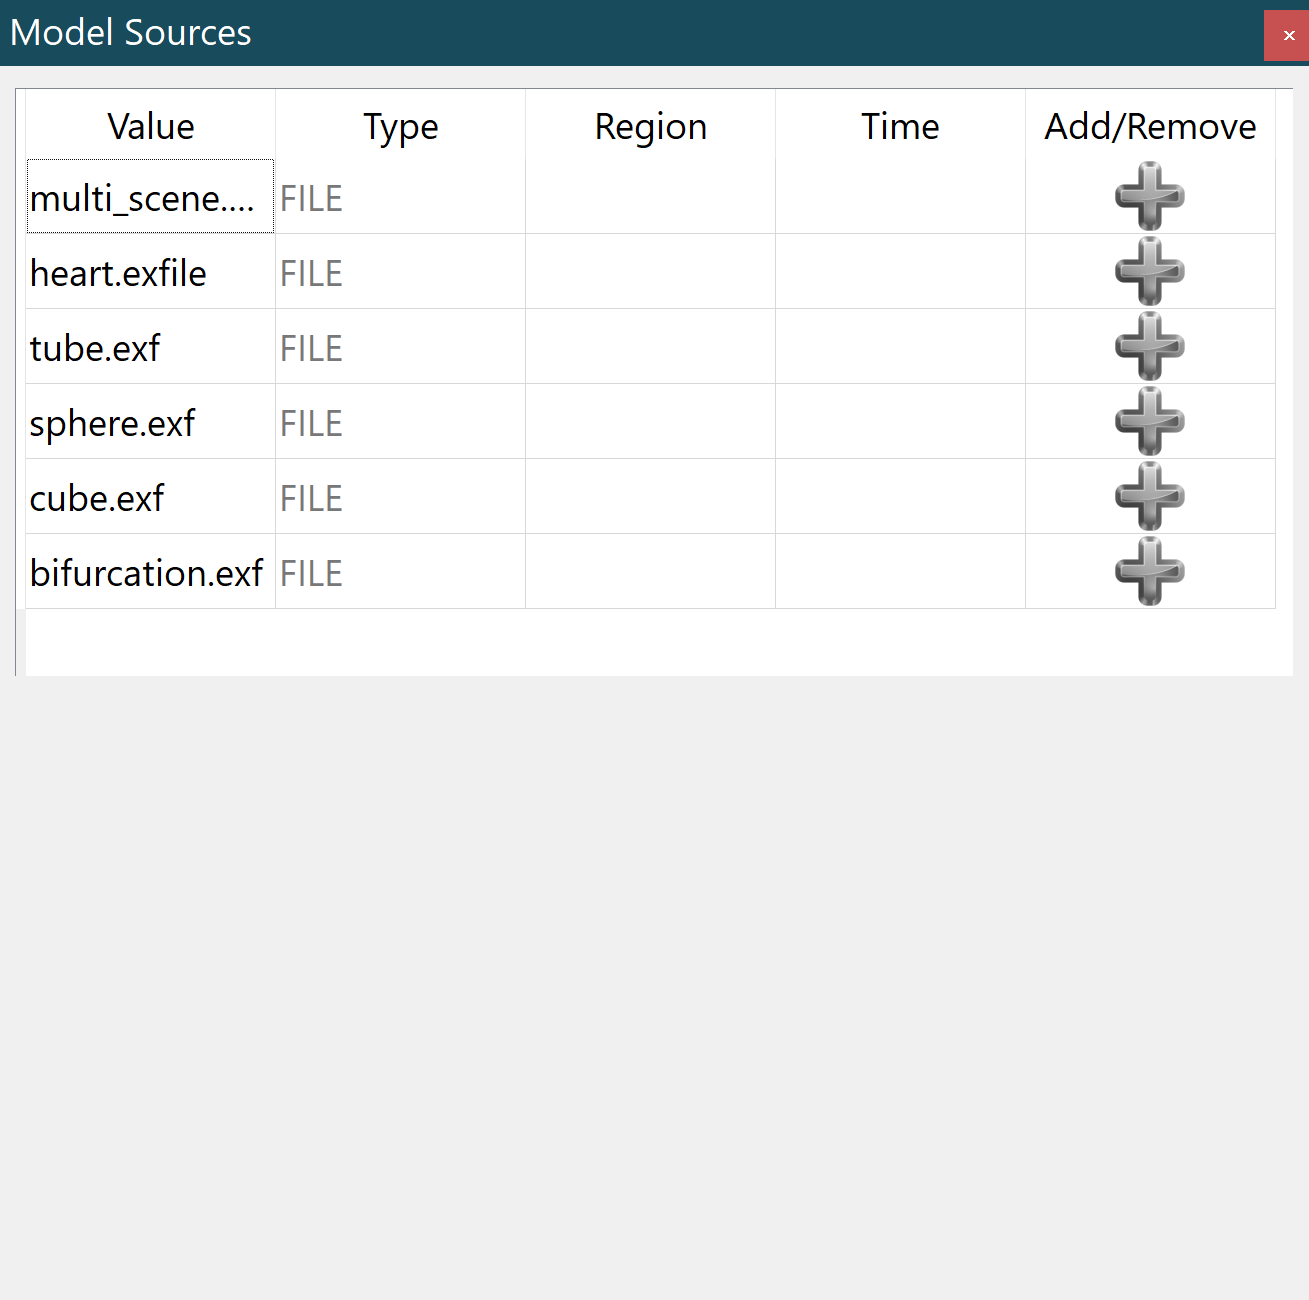 Model Sources
×
Value Type Region Time Add/Remove
multi_scene.... FILE
heart.exfile FILE
tube.exf FILE
sphere.exf FILE
cube.exf FILE
bifurcation.exf FILE